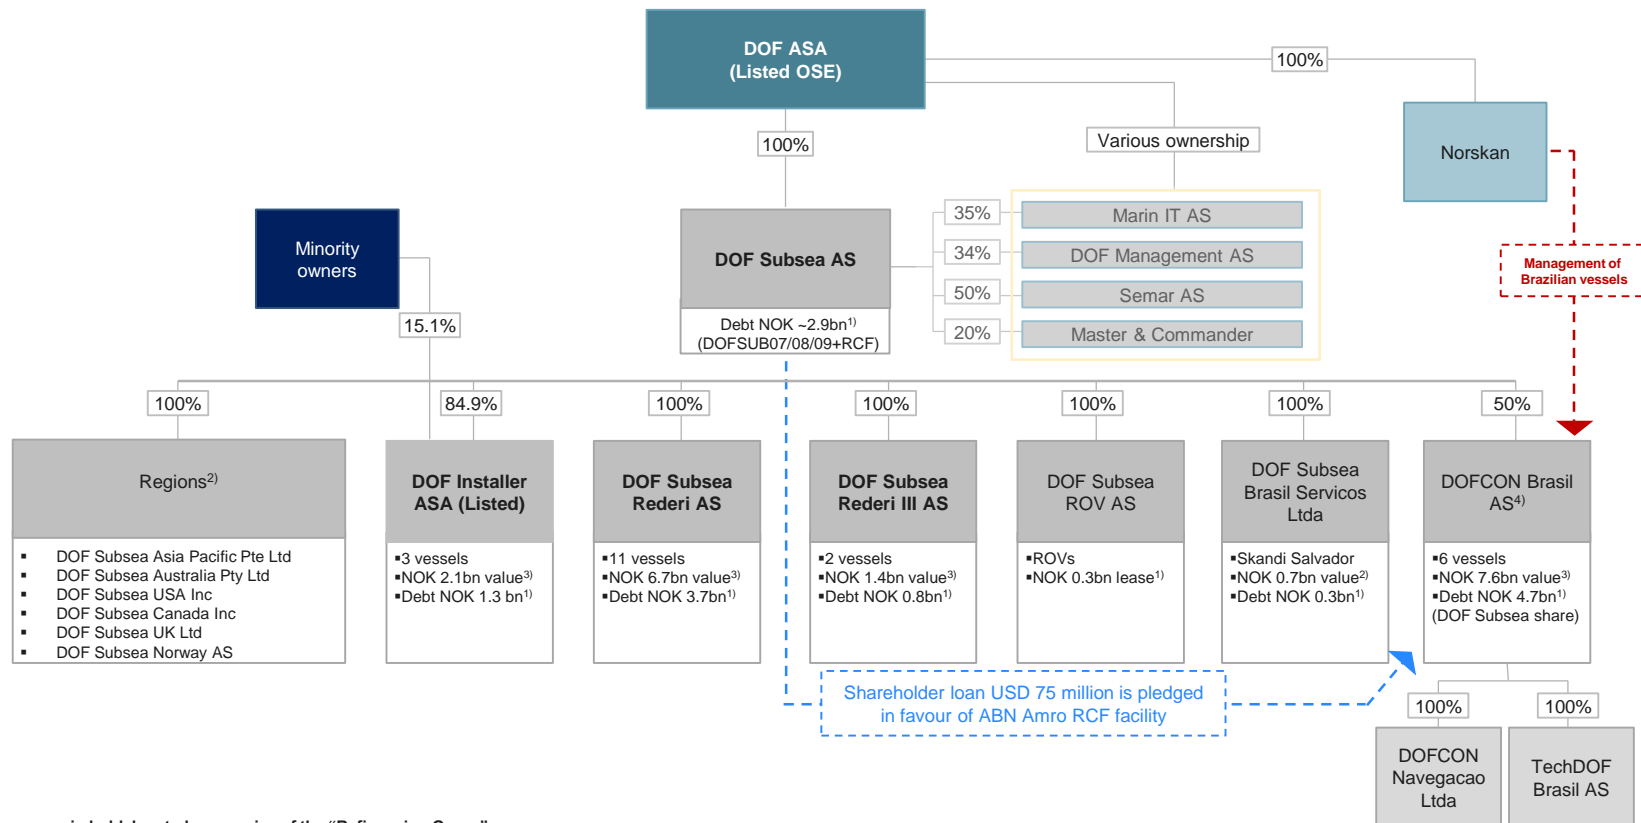 DOF ASA
(Listed OSE)
100%
Norskan
100%
Various ownership
Minority
owners
15.1%
DOF Subsea AS
Debt NOK ~2.9bn1)
(DOFSUB07/08/09+RCF)
35%
Marin IT AS
34%
DOF Management AS
50%
Semar AS
20%
Master & Commander
Management of
Brazilian vessels
100%
84.9%
100%
100%
100%
100%
50%
Regions2)
▪ DOF Subsea Asia Pacific Pte Ltd
▪ DOF Subsea Australia Pty Ltd
▪ DOF Subsea USA Inc
▪ DOF Subsea Canada Inc
▪ DOF Subsea UK Ltd
▪ DOF Subsea Norway AS
DOF Installer
ASA (Listed)
▪3 vessels
▪NOK 2.1bn value3)
▪Debt NOK 1.3 bn1)
DOF Subsea
Rederi AS
▪11 vessels
▪NOK 6.7bn value3)
▪Debt NOK 3.7bn1)
DOF Subsea
Rederi III AS
▪2 vessels
▪NOK 1.4bn value3)
▪Debt NOK 0.8bn1)
DOF Subsea
ROV AS
▪ROVs
▪NOK 0.3bn lease1)
DOF Subsea
Brasil Servicos
Ltda
▪Skandi Salvador
▪NOK 0.7bn value2)
▪Debt NOK 0.3bn1)
DOFCON Brasil
AS4)
▪6 vessels
▪NOK 7.6bn value3)
▪Debt NOK 4.7bn1)
(DOF Subsea share)
Shareholder loan USD 75 million is pledged
in favour of ABN Amro RCF facility
100%
100%
DOFCON
Navegacao
Ltda
TechDOF
Brasil AS